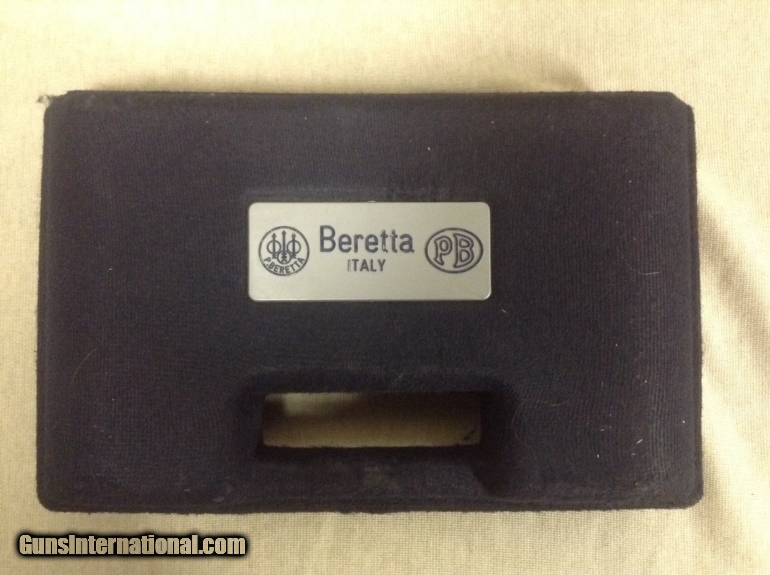 P.BERETTA
Beretta
ITALY
PB
GunsInternational.com